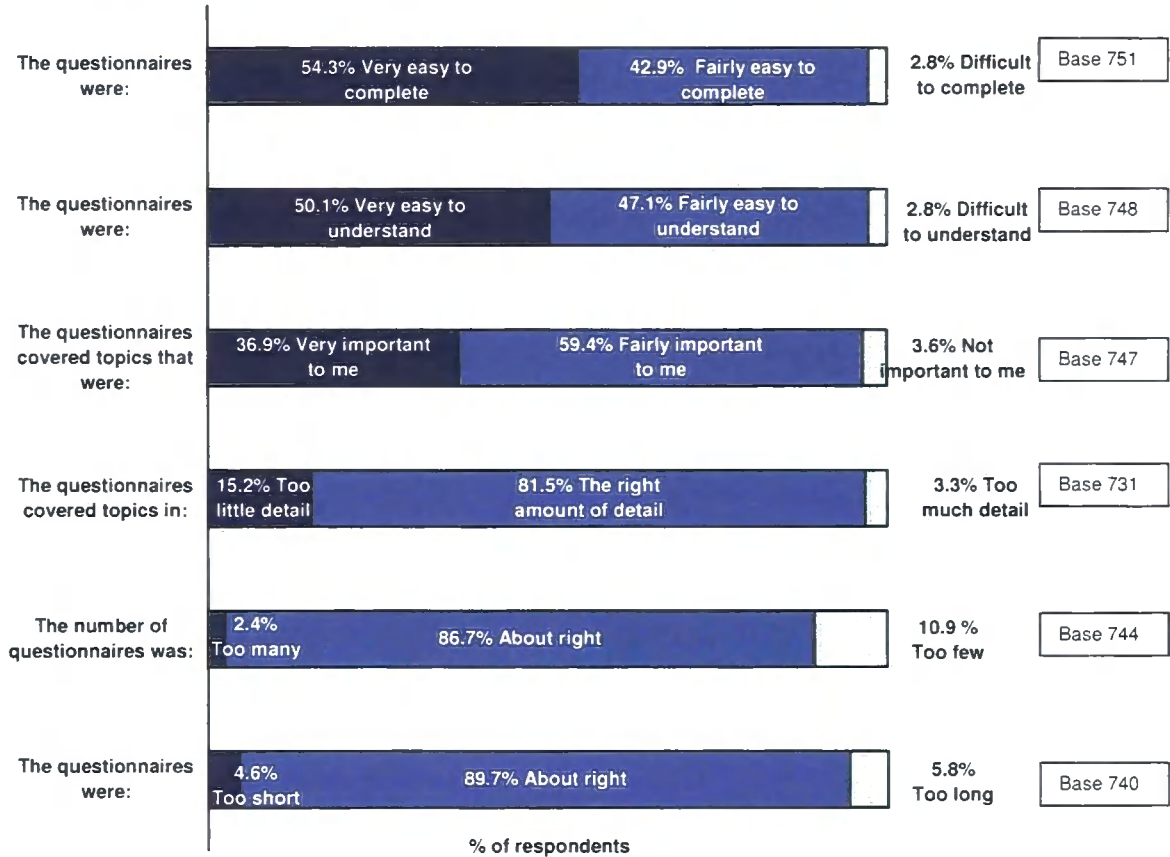 The questionnaires
were:
54.3% Very easy to
complete
42.9% Fairly easy to
complete
2.8% Difficult
to complete
Base 751
The questionnaires
were:
50.1% Very easy to
understand
47.1% Fairly easy to
understand
2.8% Difficult
to understand
Base 748
The questionnaires
covered topics that
were:
36.9% Very important
to me
59.4% Fairly important
to me
3.6% Not
important to me
Base 747
The questionnaires
covered topics in:
15.2% Too
little detail
81.5% The right
amount of detail
3.3% Too
much detail
Base 731
The number of
questionnaires was:
2.4%
Too many
86.7% About right
10.9 %
Too few
Base 744
The questionnaires
were:
4.6%
Too short
89.7% About right
5.8%
Too long
Base 740
% of respondents